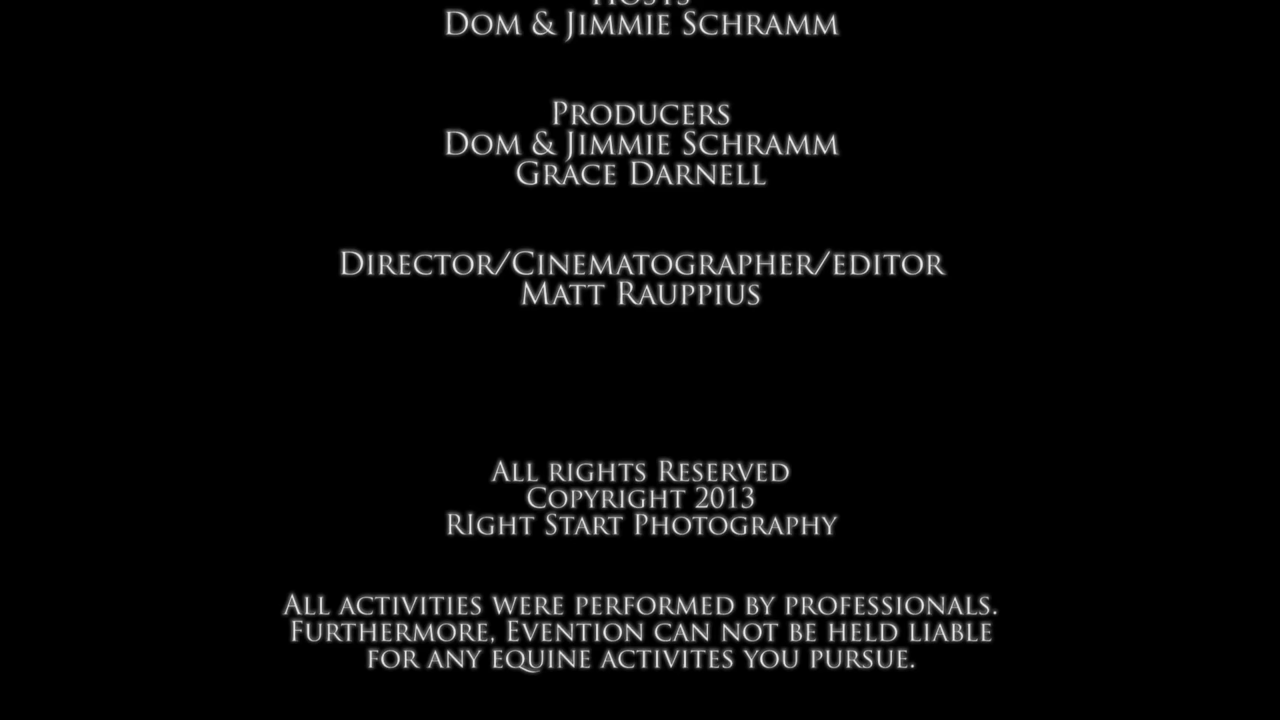 Hosts
Dom & Jimmie Schramm
Producers
Dom & Jimmie Schramm
Grace Darnell
Director/Cinematographer/editor
Matt Rauppius
All rights Reserved
Copyright 2013
RIght Start Photography
All activities were performed by professionals.
Furthermore, Evention can not be held liable
for any equine activites you pursue.